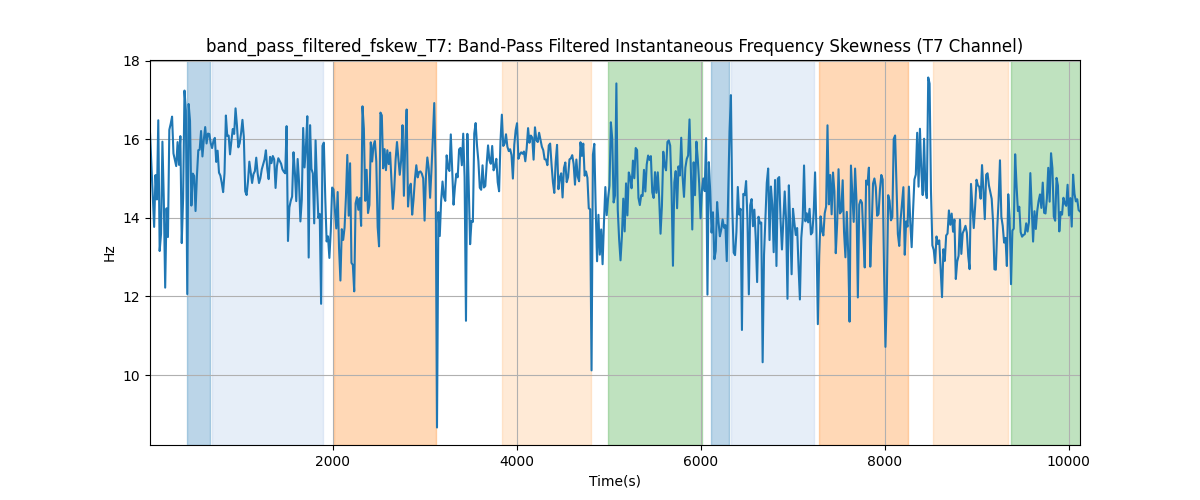 band_pass_filtered_fskew_T7: Band-Pass Filtered Instantaneous Frequency Skewness (T7 Channel)
18
16
14
12
10
Hz
2000 4000 6000 8000 10000
Time(s)